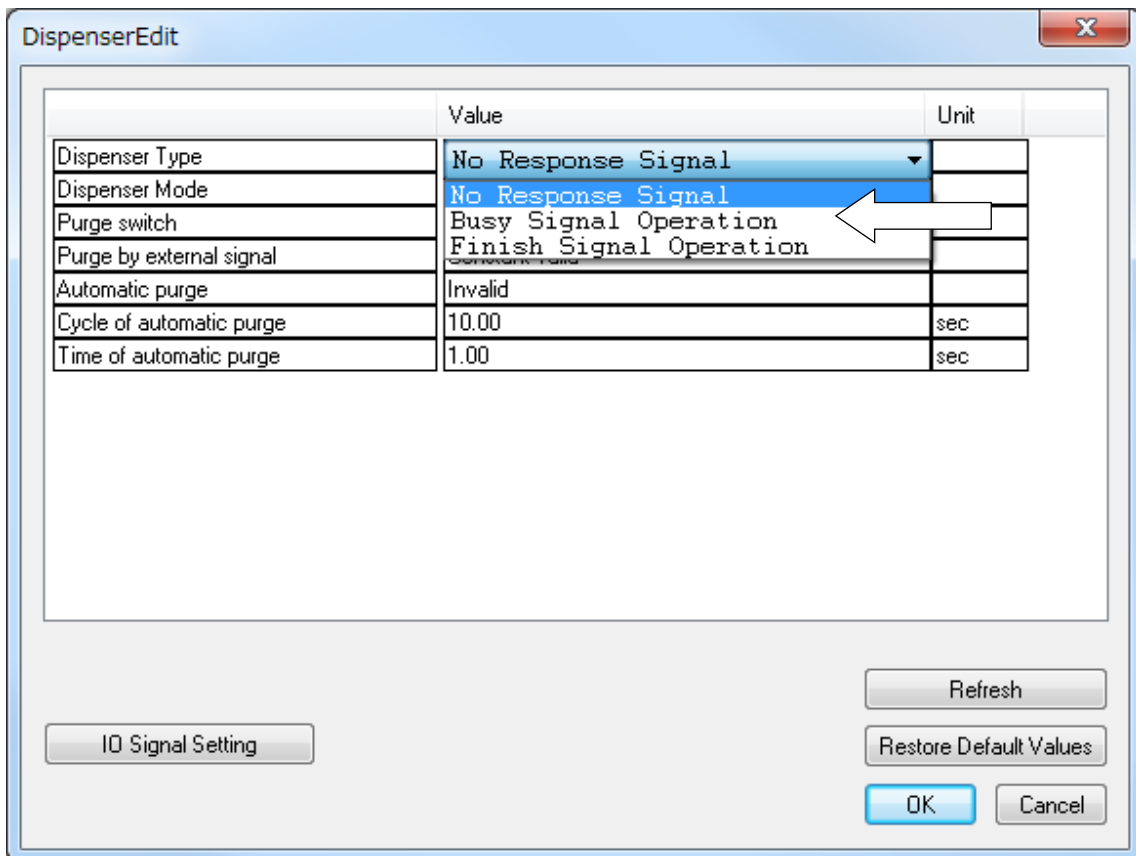 DispenserEdit
Value Unit
Dispenser Type No Response Signal
Dispenser Mode No Response Signal
Purge switch Busy Signal Operation
Purge by external signal Finish Signal Operation
Automatic purge Invalid
Cycle of automatic purge 10.00 sec
Time of automatic purge 1.00 sec
Refresh
IO Signal Setting Restore Default Values
OK Cancel